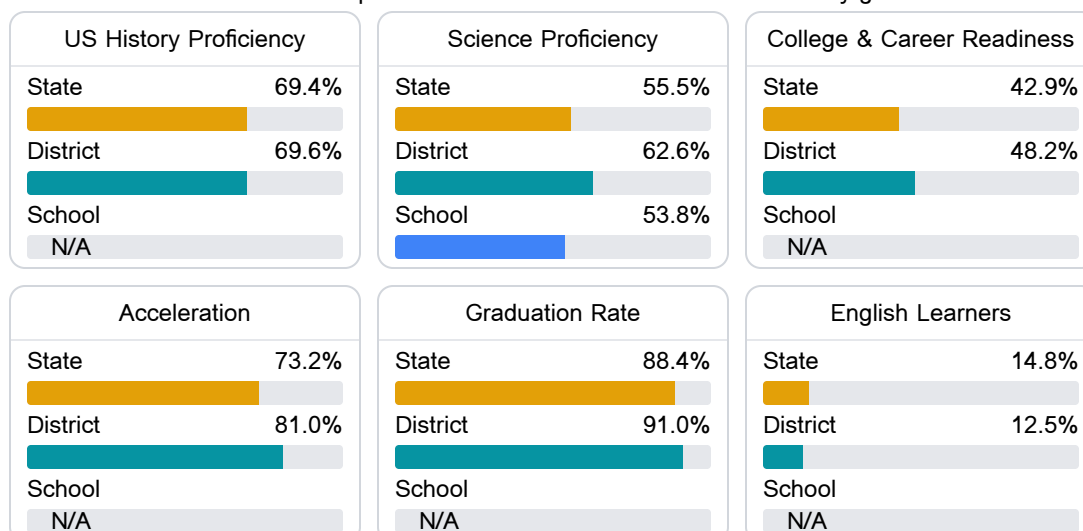 US History Proficiency
State 69.4%
District 69.6%
School
N/A
Science Proficiency
State 55.5%
District 62.6%
School 53.8%
College & Career Readiness
State 42.9%
District 48.2%
School
N/A
Acceleration
State 73.2%
District 81.0%
School
N/A
Graduation Rate
State 88.4%
District 91.0%
School
N/A
English Learners
State 14.8%
District 12.5%
School
N/A